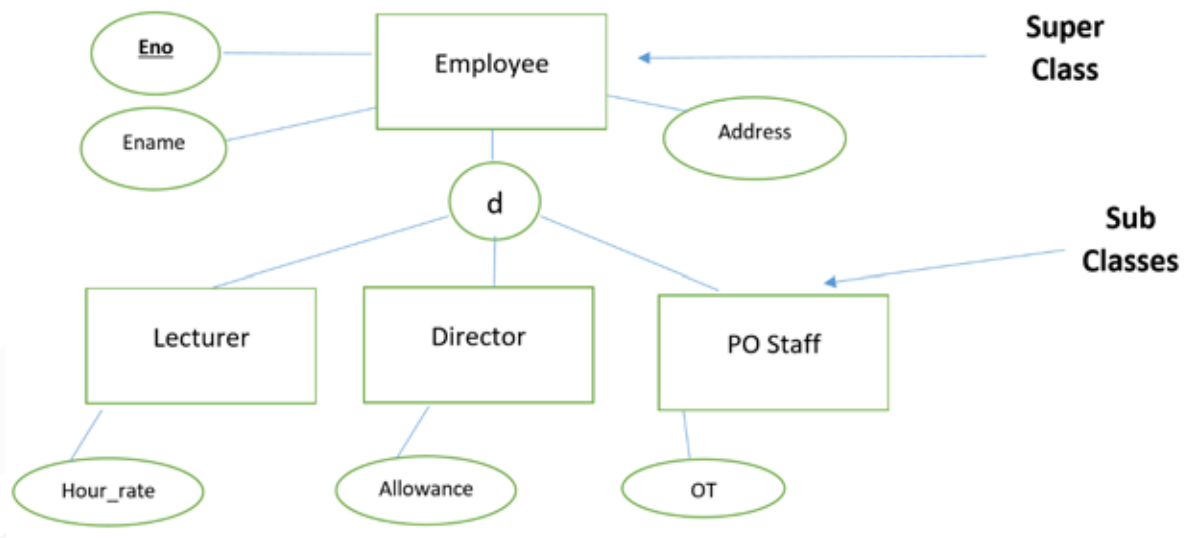 Eno
Employee
Super
Class
Ename
Address
d
Sub
Classes
Lecturer
Director
PO Staff
Hour_rate
Allowance
OT